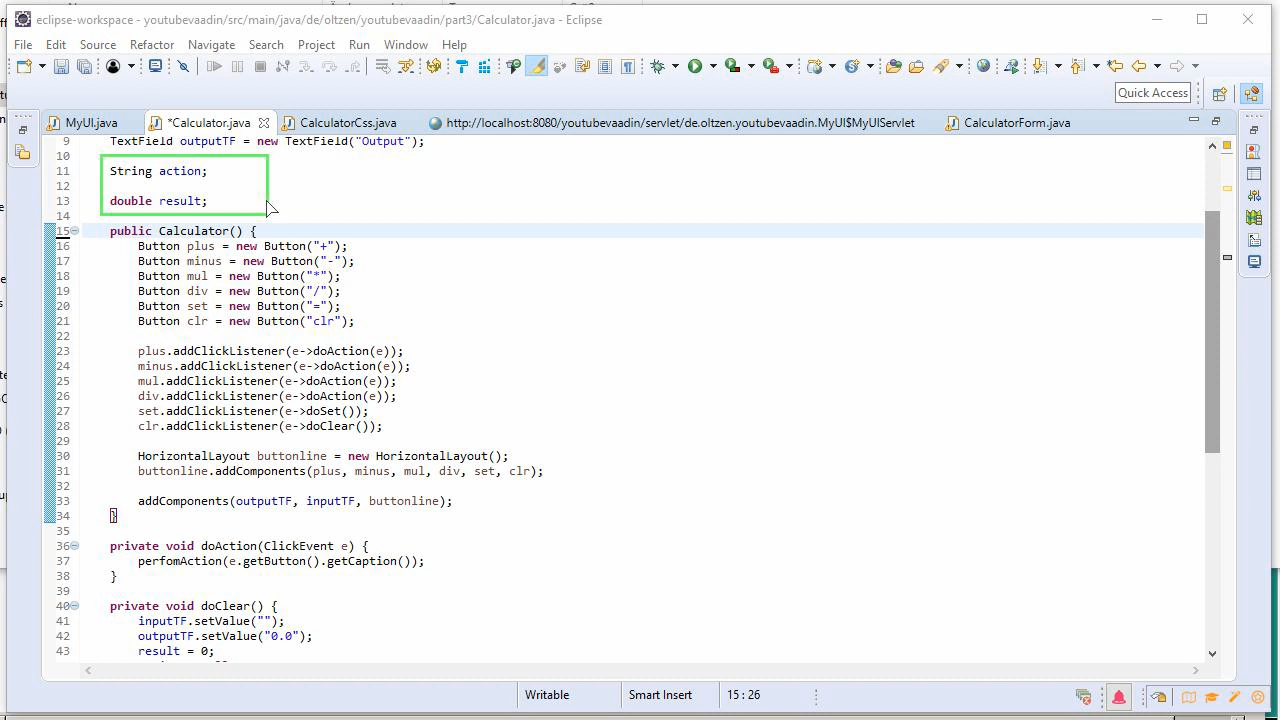 eclipse-workspace - youtubevaadin/src/main/java/de/oltzen/youtubevaadin/part3/Calculator.java - Eclipse
File Edit Source Refactor Navigate Search Project Run Window Help
Quick Access
MyUI.java *Calculator.java CalculatorCss.java http://localhost:8080/youtubevaadin/servlet/de.oltzen.youtubevaadin.MyUI$MyUIServlet CalculatorForm.java
9 TextField outputTF = new TextField("Output");
10
11 String action;
12
13 double result;
14
15 public Calculator() {
16 Button plus = new Button("+");
17 Button minus = new Button("-");
18 Button mul = new Button("*");
19 Button div = new Button("/");
20 Button set = new Button("=");
21 Button clr = new Button("clr");
22
23 plus.addClickListener(e->doAction(e));
24 minus.addClickListener(e->doAction(e));
25 mul.addClickListener(e->doAction(e));
26 div.addClickListener(e->doAction(e));
27 set.addClickListener(e->doSet());
28 clr.addClickListener(e->doClear());
29
30 HorizontalLayout buttonline = new HorizontalLayout();
31 buttonline.addComponents(plus, minus, mul, div, set, clr);
32
33 addComponents(outputTF, inputTF, buttonline);
34 }
35
36 private void doAction(ClickEvent e) {
37 perfomAction(e.getButton().getCaption());
38 }
39
40 private void doClear() {
41 inputTF.setValue("");
42 outputTF.setValue("0.0");
43 result = 0;
Writable Smart Insert 15 : 26